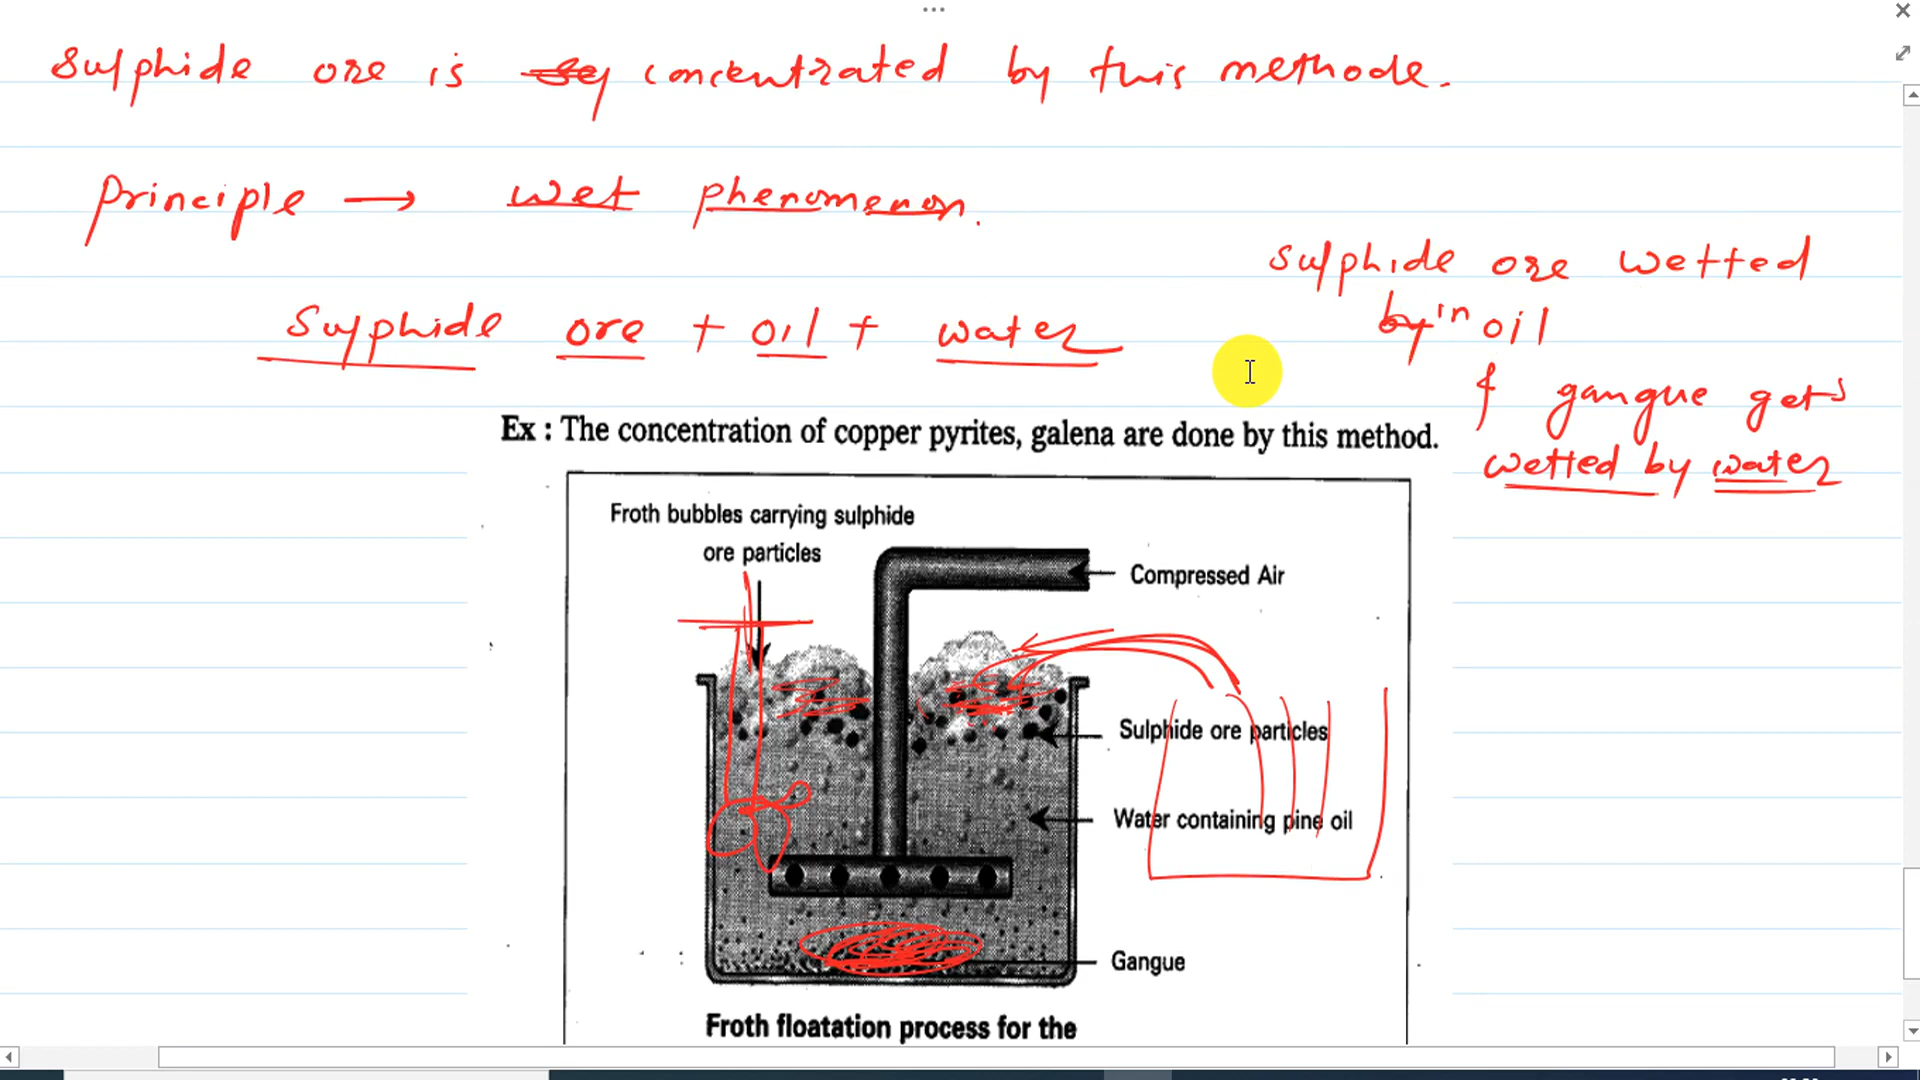 Sulphide ore is concentrated by this methode.
Principle → wet phenomenon.
Sulphide ore wetted
by in oil
Sulphide ore + oil + water
& gangue gets
wetted by water
Ex : The concentration of copper pyrites, galena are done by this method.
Froth bubbles carrying sulphide
ore particles
Compressed Air
Sulphide ore particles
Water containing pine oil
Gangue
Froth floatation process for the